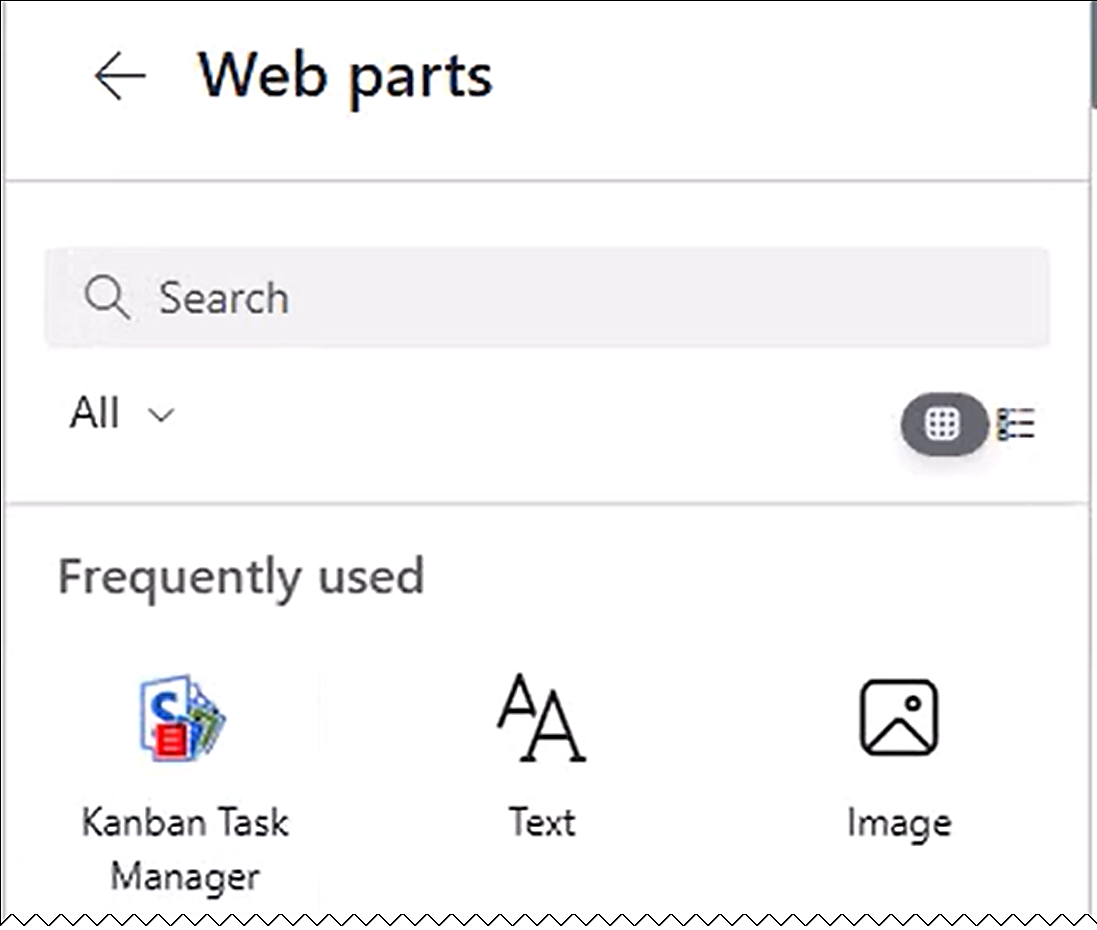 Web parts
Search
All
Frequently used
Kanban Task
Manager
Text
Image